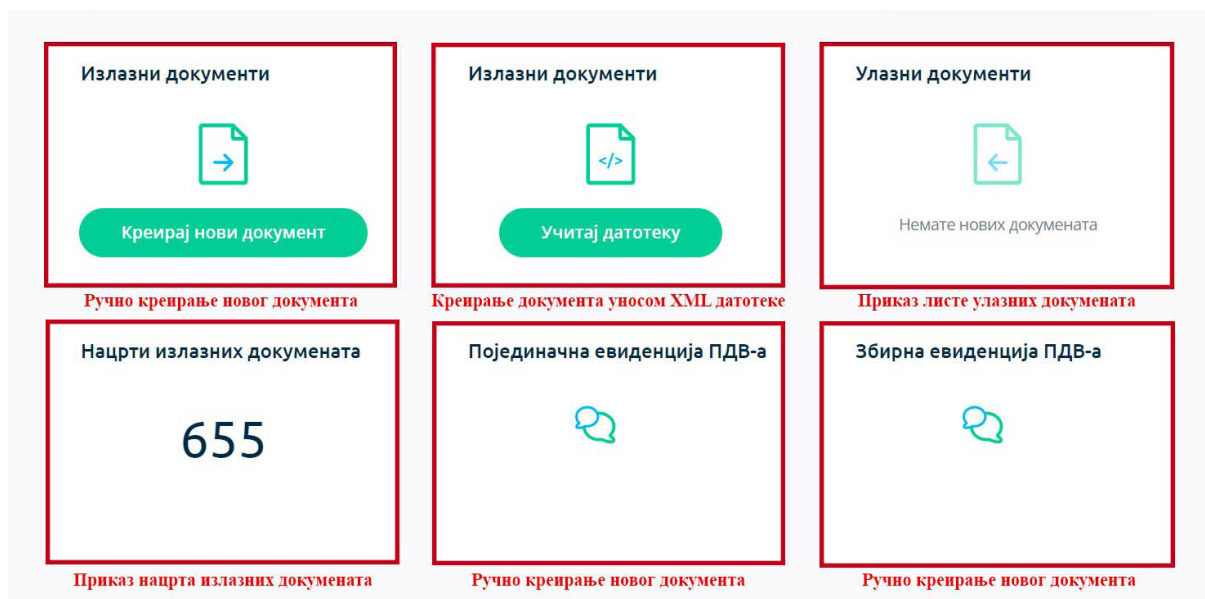 Излазни документи
Излазни документи
Улазни документи
</>
Креирај нови документ
Учитај датотеку
Немате нових докумената
Ручно креирање новог документа
Креирање документа уносом XML датотеке
Приказ листе улазних докумената
Нацрти излазних докумената
Појединачна евиденција ПДВ-а
Збирна евиденција ПДВ-а
655
Приказ нацрта излазних докумената
Ручно креирање новог документа
Ручно креирање новог документа